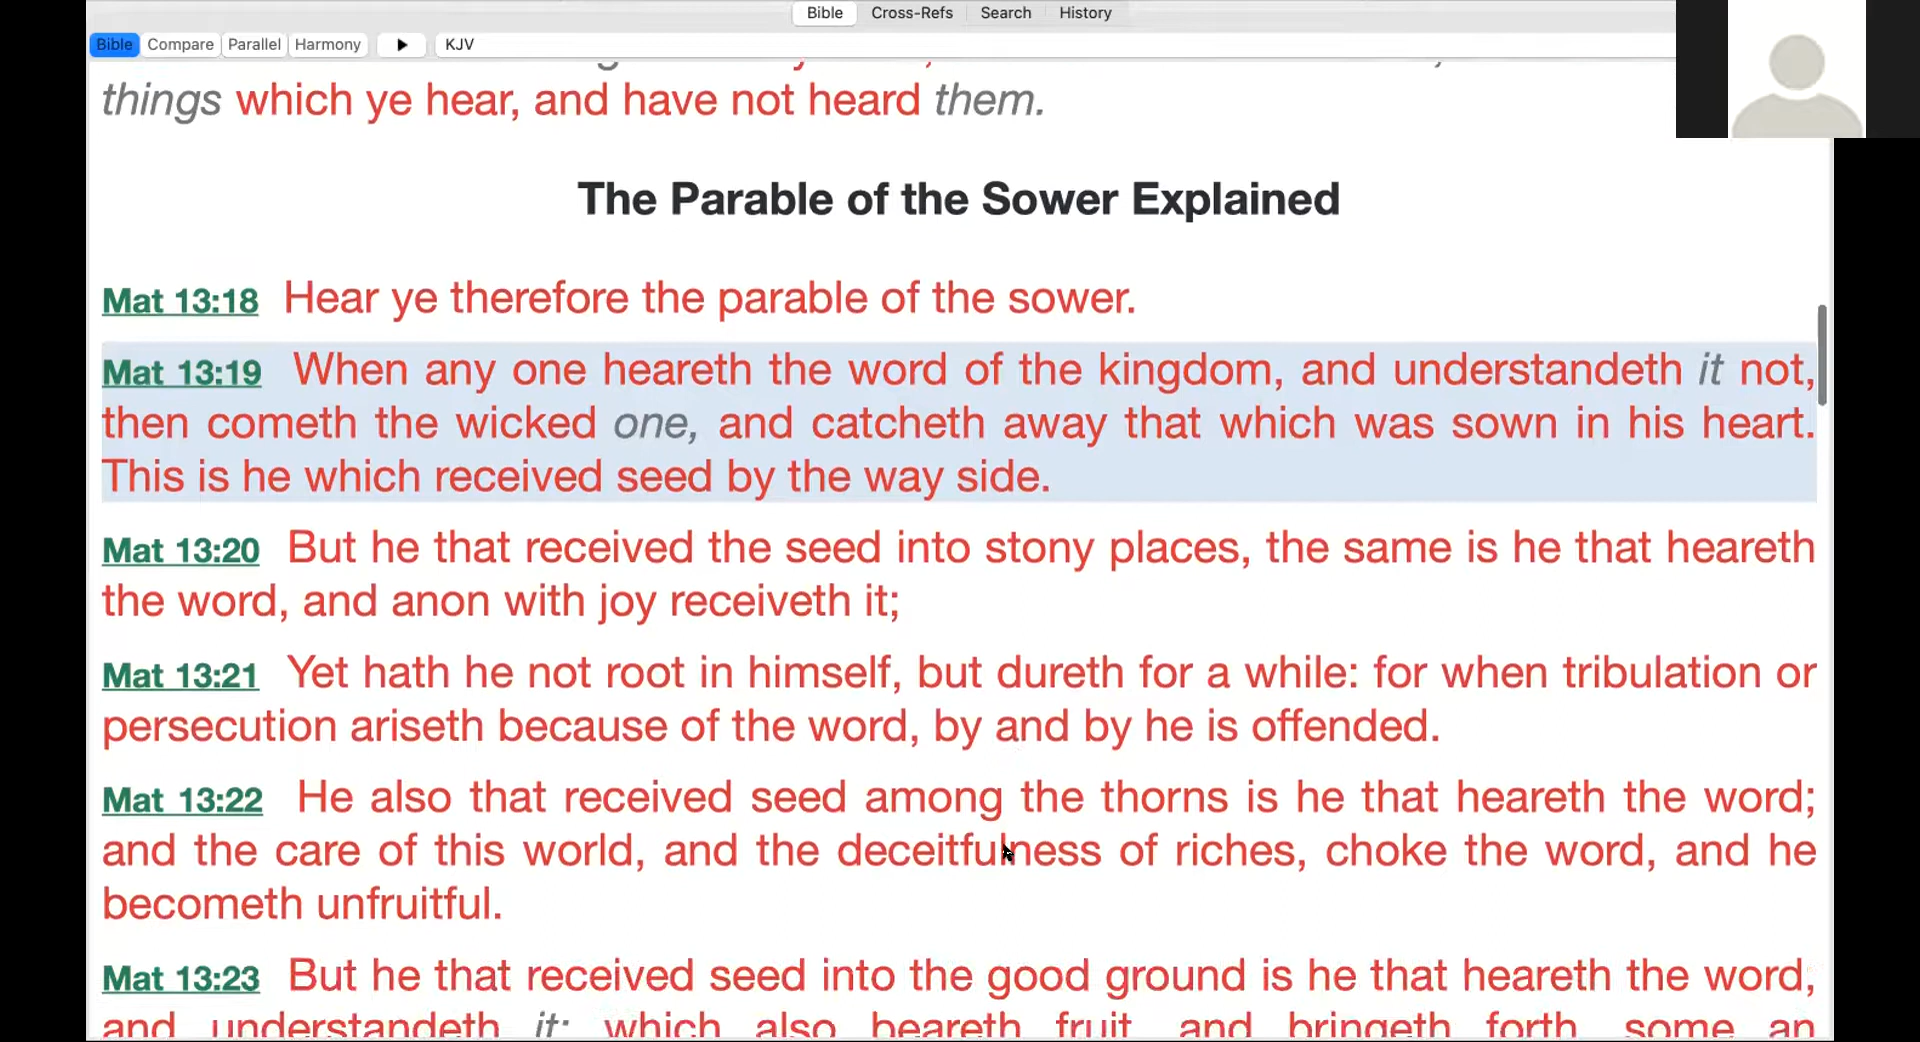 Bible Cross-Refs Search History
Bible Compare Parallel Harmony KJV
things which ye hear, and have not heard them.
The Parable of the Sower Explained
Mat 13:18 Hear ye therefore the parable of the sower.
Mat 13:19 When any one heareth the word of the kingdom, and understandeth it not,
then cometh the wicked one, and catcheth away that which was sown in his heart.
This is he which received seed by the way side.
Mat 13:20 But he that received the seed into stony places, the same is he that heareth
the word, and anon with joy receiveth it;
Mat 13:21 Yet hath he not root in himself, but dureth for a while: for when tribulation or
persecution ariseth because of the word, by and by he is offended.
Mat 13:22 He also that received seed among the thorns is he that heareth the word;
and the care of this world, and the deceitfulness of riches, choke the word, and he
becometh unfruitful.
Mat 13:23 But he that received seed into the good ground is he that heareth the word;
and understandeth it; which also beareth fruit and bringeth forth some an